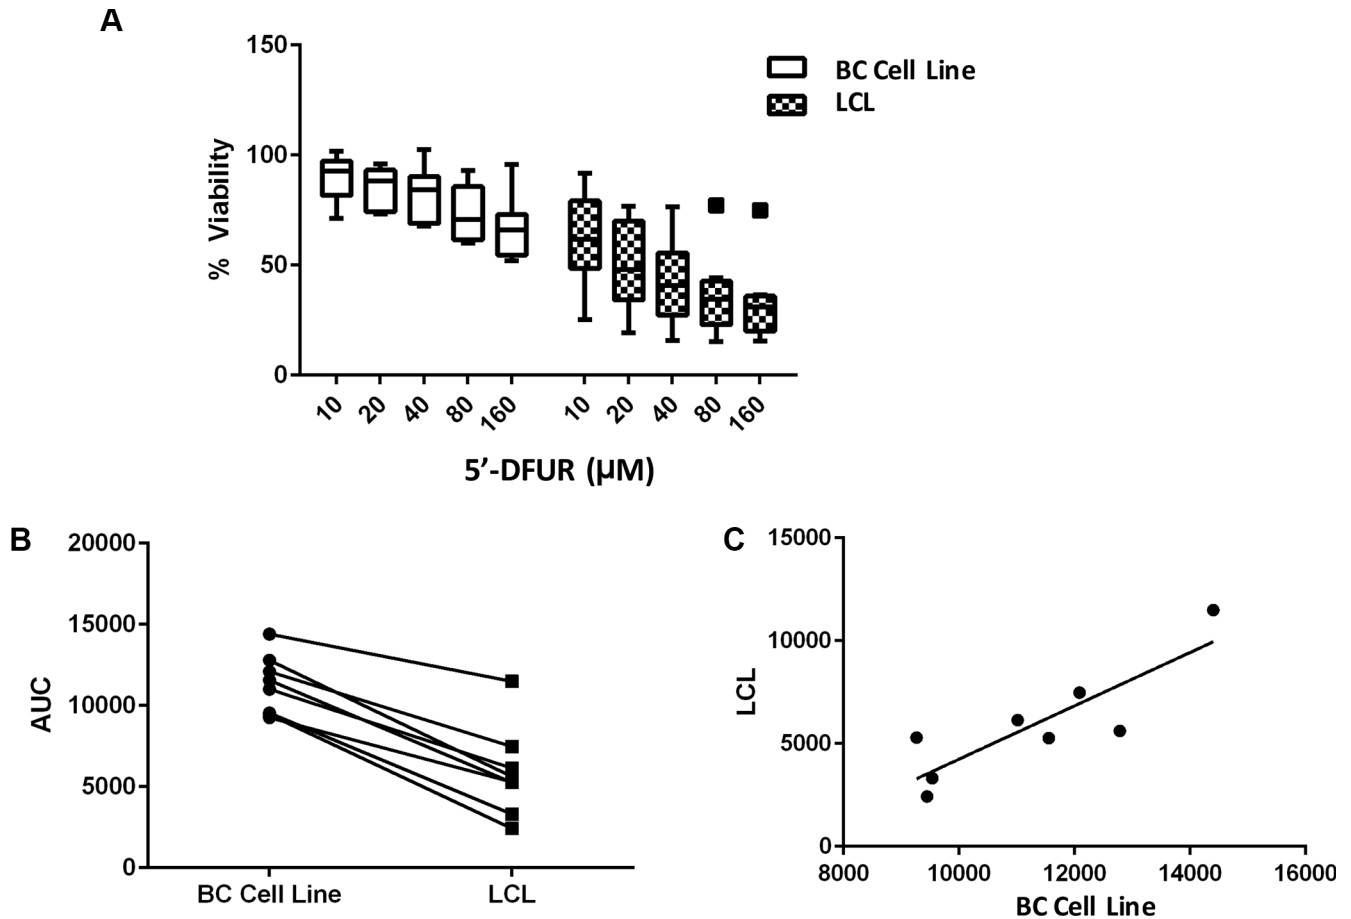 A
150
100
50
0
% Viability
BC Cell Line
LCL
10 20 40 80 160 10 20 40 80 160
5’-DFUR (µM)
B
20000
15000
10000
5000
0
AUC
BC Cell Line LCL
C
15000
10000
5000
0
LCL
8000 10000 12000 14000 16000
BC Cell Line